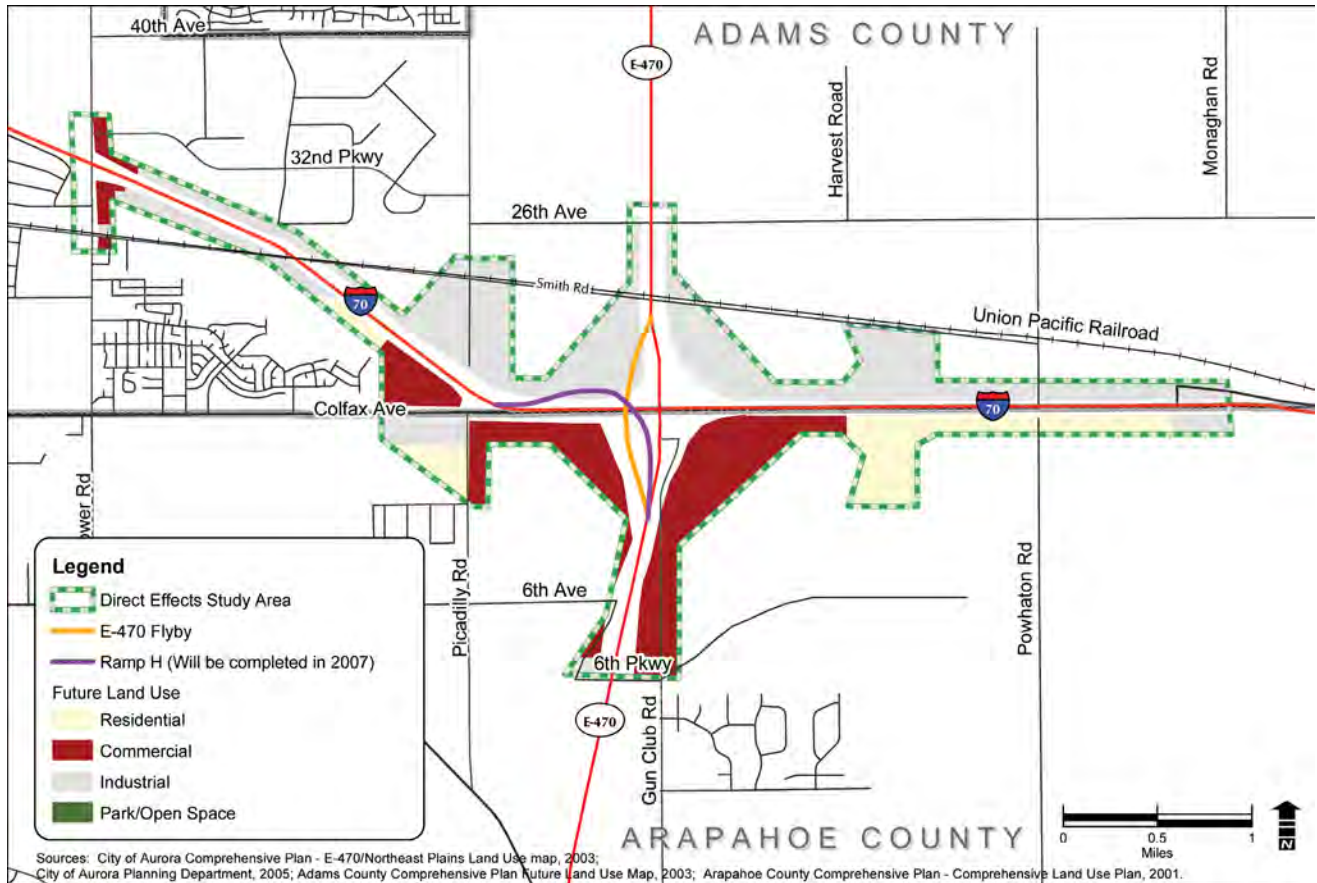 40th Ave
ADAMS COUNTY
E-470
Monaghan Rd
Harvest Road
32nd Pkwy
26th Ave
Smith Rd
70
Union Pacific Railroad
Colfax Ave
70
ower Rd
Picadilly Rd
6th Ave
Powhaton Rd
6th Pkwy
E-470
Gun Club Rd
Legend
Direct Effects Study Area
E-470 Flyby
Ramp H (Will be completed in 2007)
Future Land Use
Residential
Commercial
Industrial
Park/Open Space
ARAPAHOE COUNTY
0 0.5 1
Miles
N
Sources: City of Aurora Comprehensive Plan - E-470/Northeast Plains Land Use map, 2003;
City of Aurora Planning Department, 2005; Adams County Comprehensive Plan Future Land Use Map, 2003; Arapahoe County Comprehensive Plan - Comprehensive Land Use Plan, 2001.